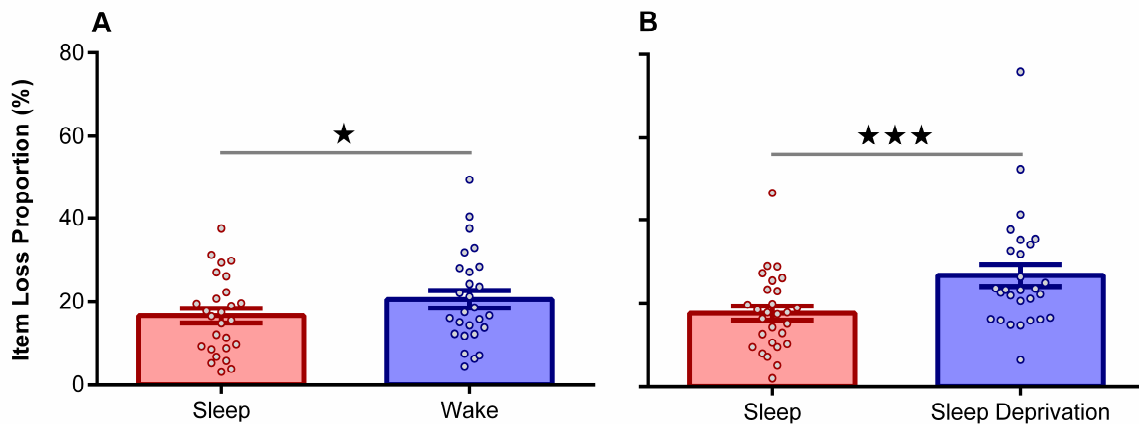 A
B
Item Loss Proportion (%)
80
60
40
20
0
★
★★★
Sleep
Wake
Sleep
Sleep Deprivation